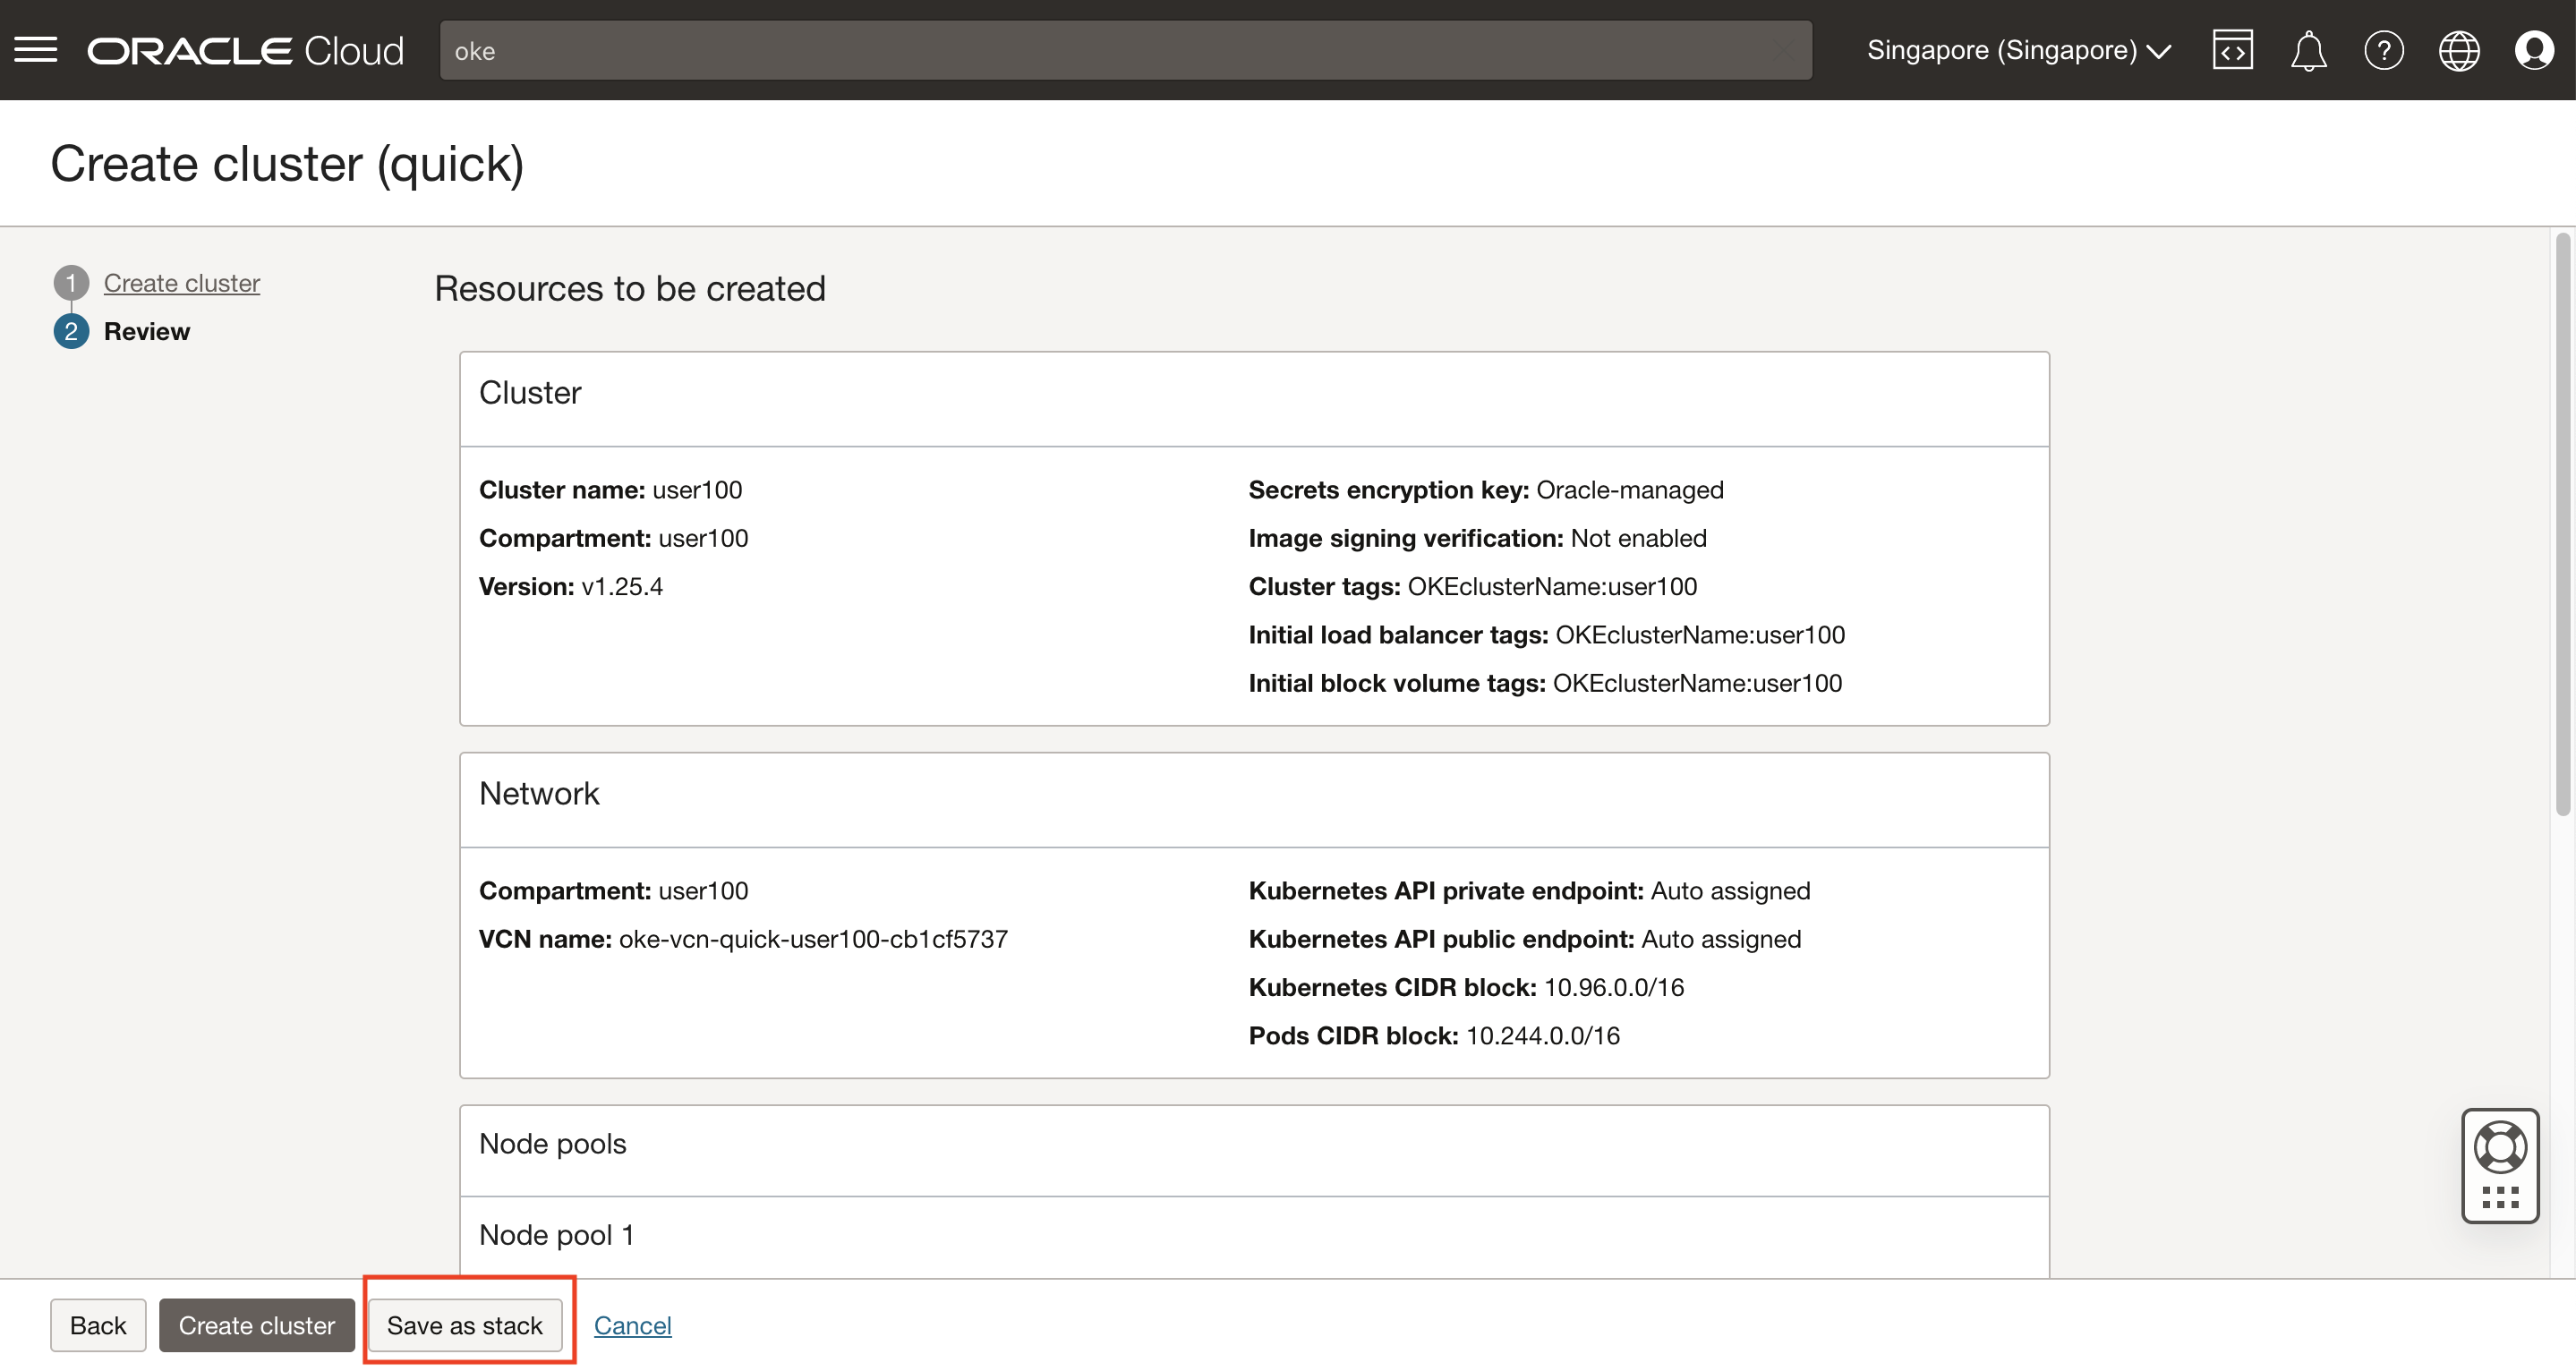 ORACLE Cloud
oke
Singapore (Singapore)
Create cluster (quick)
1 Create cluster
2 Review
Resources to be created
Cluster
Cluster name: user100
Compartment: user100
Version: v1.25.4
Secrets encryption key: Oracle-managed
Image signing verification: Not enabled
Cluster tags: OKEclusterName:user100
Initial load balancer tags: OKEclusterName:user100
Initial block volume tags: OKEclusterName:user100
Network
Compartment: user100
VCN name: oke-vcn-quick-user100-cb1cf5737
Kubernetes API private endpoint: Auto assigned
Kubernetes API public endpoint: Auto assigned
Kubernetes CIDR block: 10.96.0.0/16
Pods CIDR block: 10.244.0.0/16
Node pools
Node pool 1
Back Create cluster Save as stack Cancel